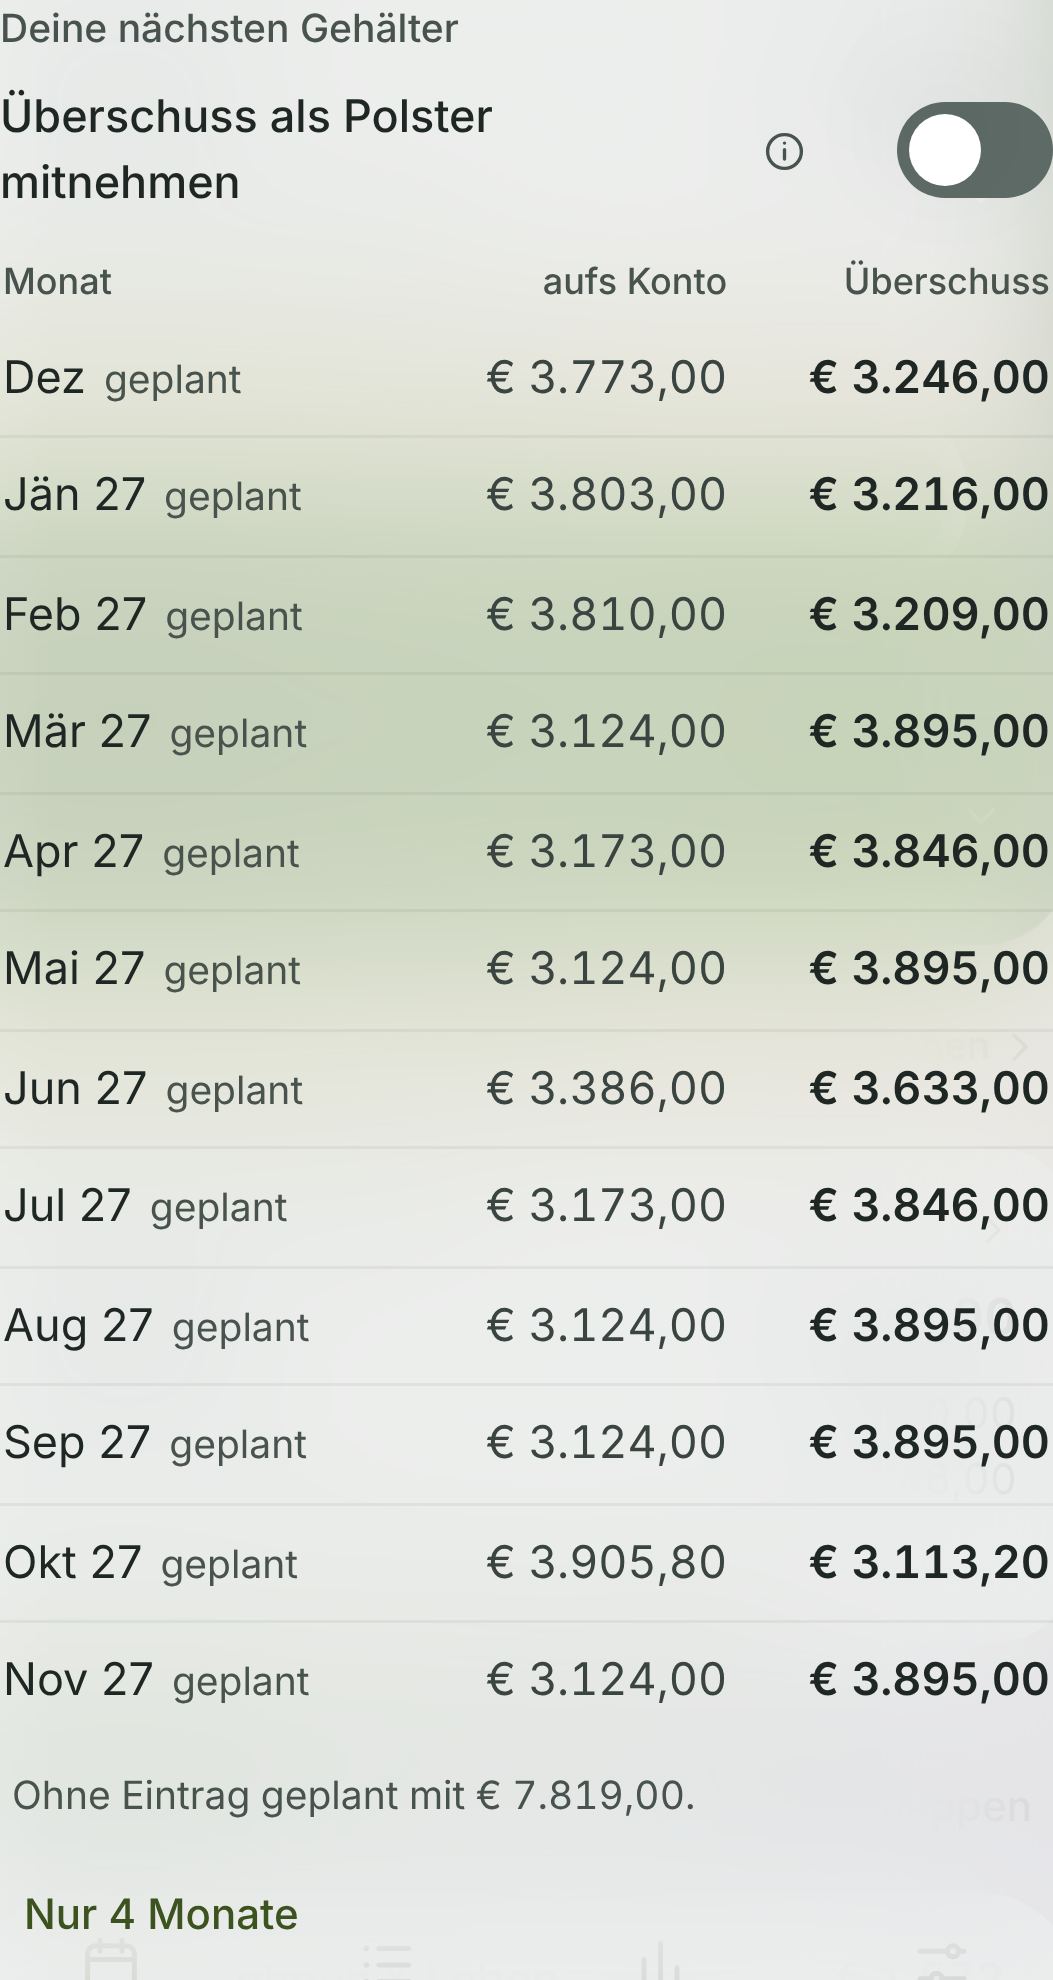 Deine nächsten Gehälter
Überschuss als Polster
mitnehmen
Monat aufs Konto Überschuss
Dez geplant € 3.773,00 € 3.246,00
Jän 27 geplant € 3.803,00 € 3.216,00
Feb 27 geplant € 3.810,00 € 3.209,00
Mär 27 geplant € 3.124,00 € 3.895,00
Apr 27 geplant € 3.173,00 € 3.846,00
Mai 27 geplant € 3.124,00 € 3.895,00
Jun 27 geplant € 3.386,00 € 3.633,00
Jul 27 geplant € 3.173,00 € 3.846,00
Aug 27 geplant € 3.124,00 € 3.895,00
Sep 27 geplant € 3.124,00 € 3.895,00
Okt 27 geplant € 3.905,80 € 3.113,20
Nov 27 geplant € 3.124,00 € 3.895,00
Ohne Eintrag geplant mit € 7.819,00.
Nur 4 Monate